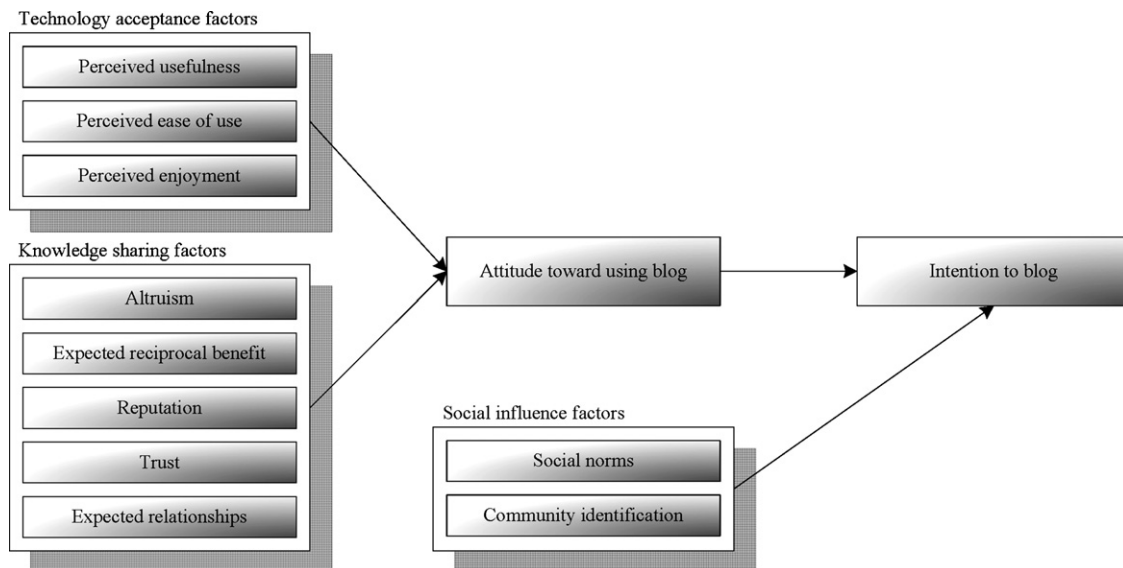 Technology acceptance factors
Perceived usefulness
Perceived ease of use
Perceived enjoyment
Knowledge sharing factors
Altruism
Expected reciprocal benefit
Reputation
Trust
Expected relationships
Attitude toward using blog
Intention to blog
Social influence factors
Social norms
Community identification